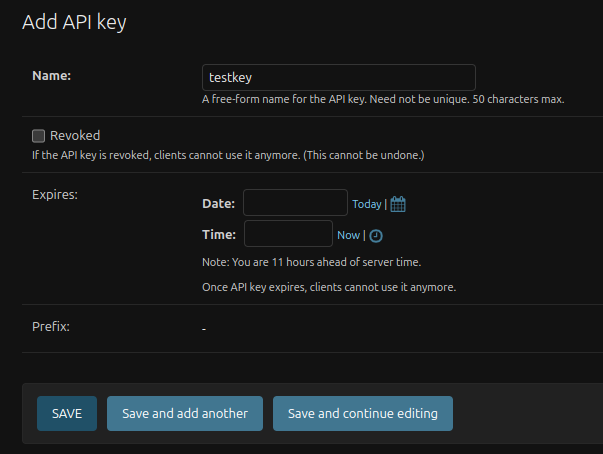 Add API key
Name:
testkey
A free-form name for the API key. Need not be unique. 50 characters max.
Revoked
If the API key is revoked, clients cannot use it anymore. (This cannot be undone.)
Expires:
Date: Today |
Time: Now |
Note: You are 11 hours ahead of server time.
Once API key expires, clients cannot use it anymore.
Prefix:
-
SAVE
Save and add another
Save and continue editing